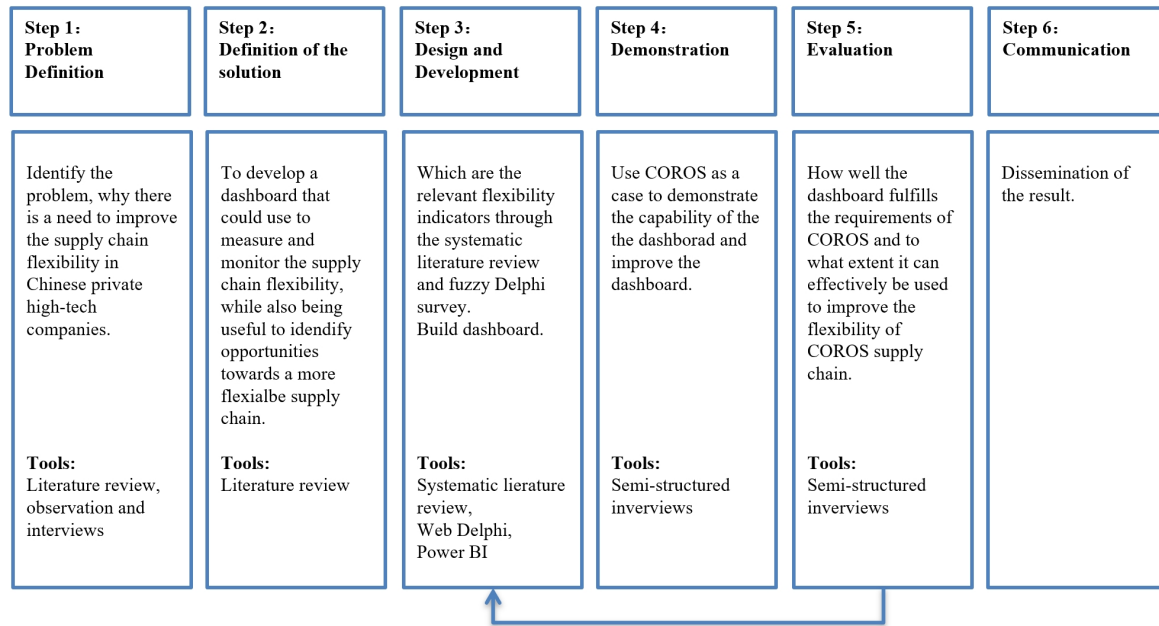 Step 1：
Problem
Definition
Step 2：
Definition of the
solution
Step 3：
Design and
Development
Step 4：
Demonstration
Step 5：
Evaluation
Step 6：
Communication
Identify the
problem, why there
is a need to improve
the supply chain
flexibility in
Chinese private
high-tech
companies.
Tools:
Literature review,
observation and
interviews
To develop a
dashboard that
could use to
measure and
monitor the supply
chain flexibility,
while also being
useful to idendify
opportunities
towards a more
flexialbe supply
chain.
Tools:
Literature review
Which are the
relevant flexibility
indicators through
the systematic
literature review
and fuzzy Delphi
survey.
Build dashboard.
Tools:
Systematic lierature
review,
Web Delphi,
Power BI
Use COROS as a
case to demonstrate
the capability of the
the dashborad and
improve the
dashboard.
Tools:
Semi-structured
inverviews
How well the
dashboard fulfills
the requirements of
COROS and to
what extent it can
effectively be used
to improve the
flexibility of
COROS supply
chain.
Tools:
Semi-structured
inverviews
Dissemination of
the result.